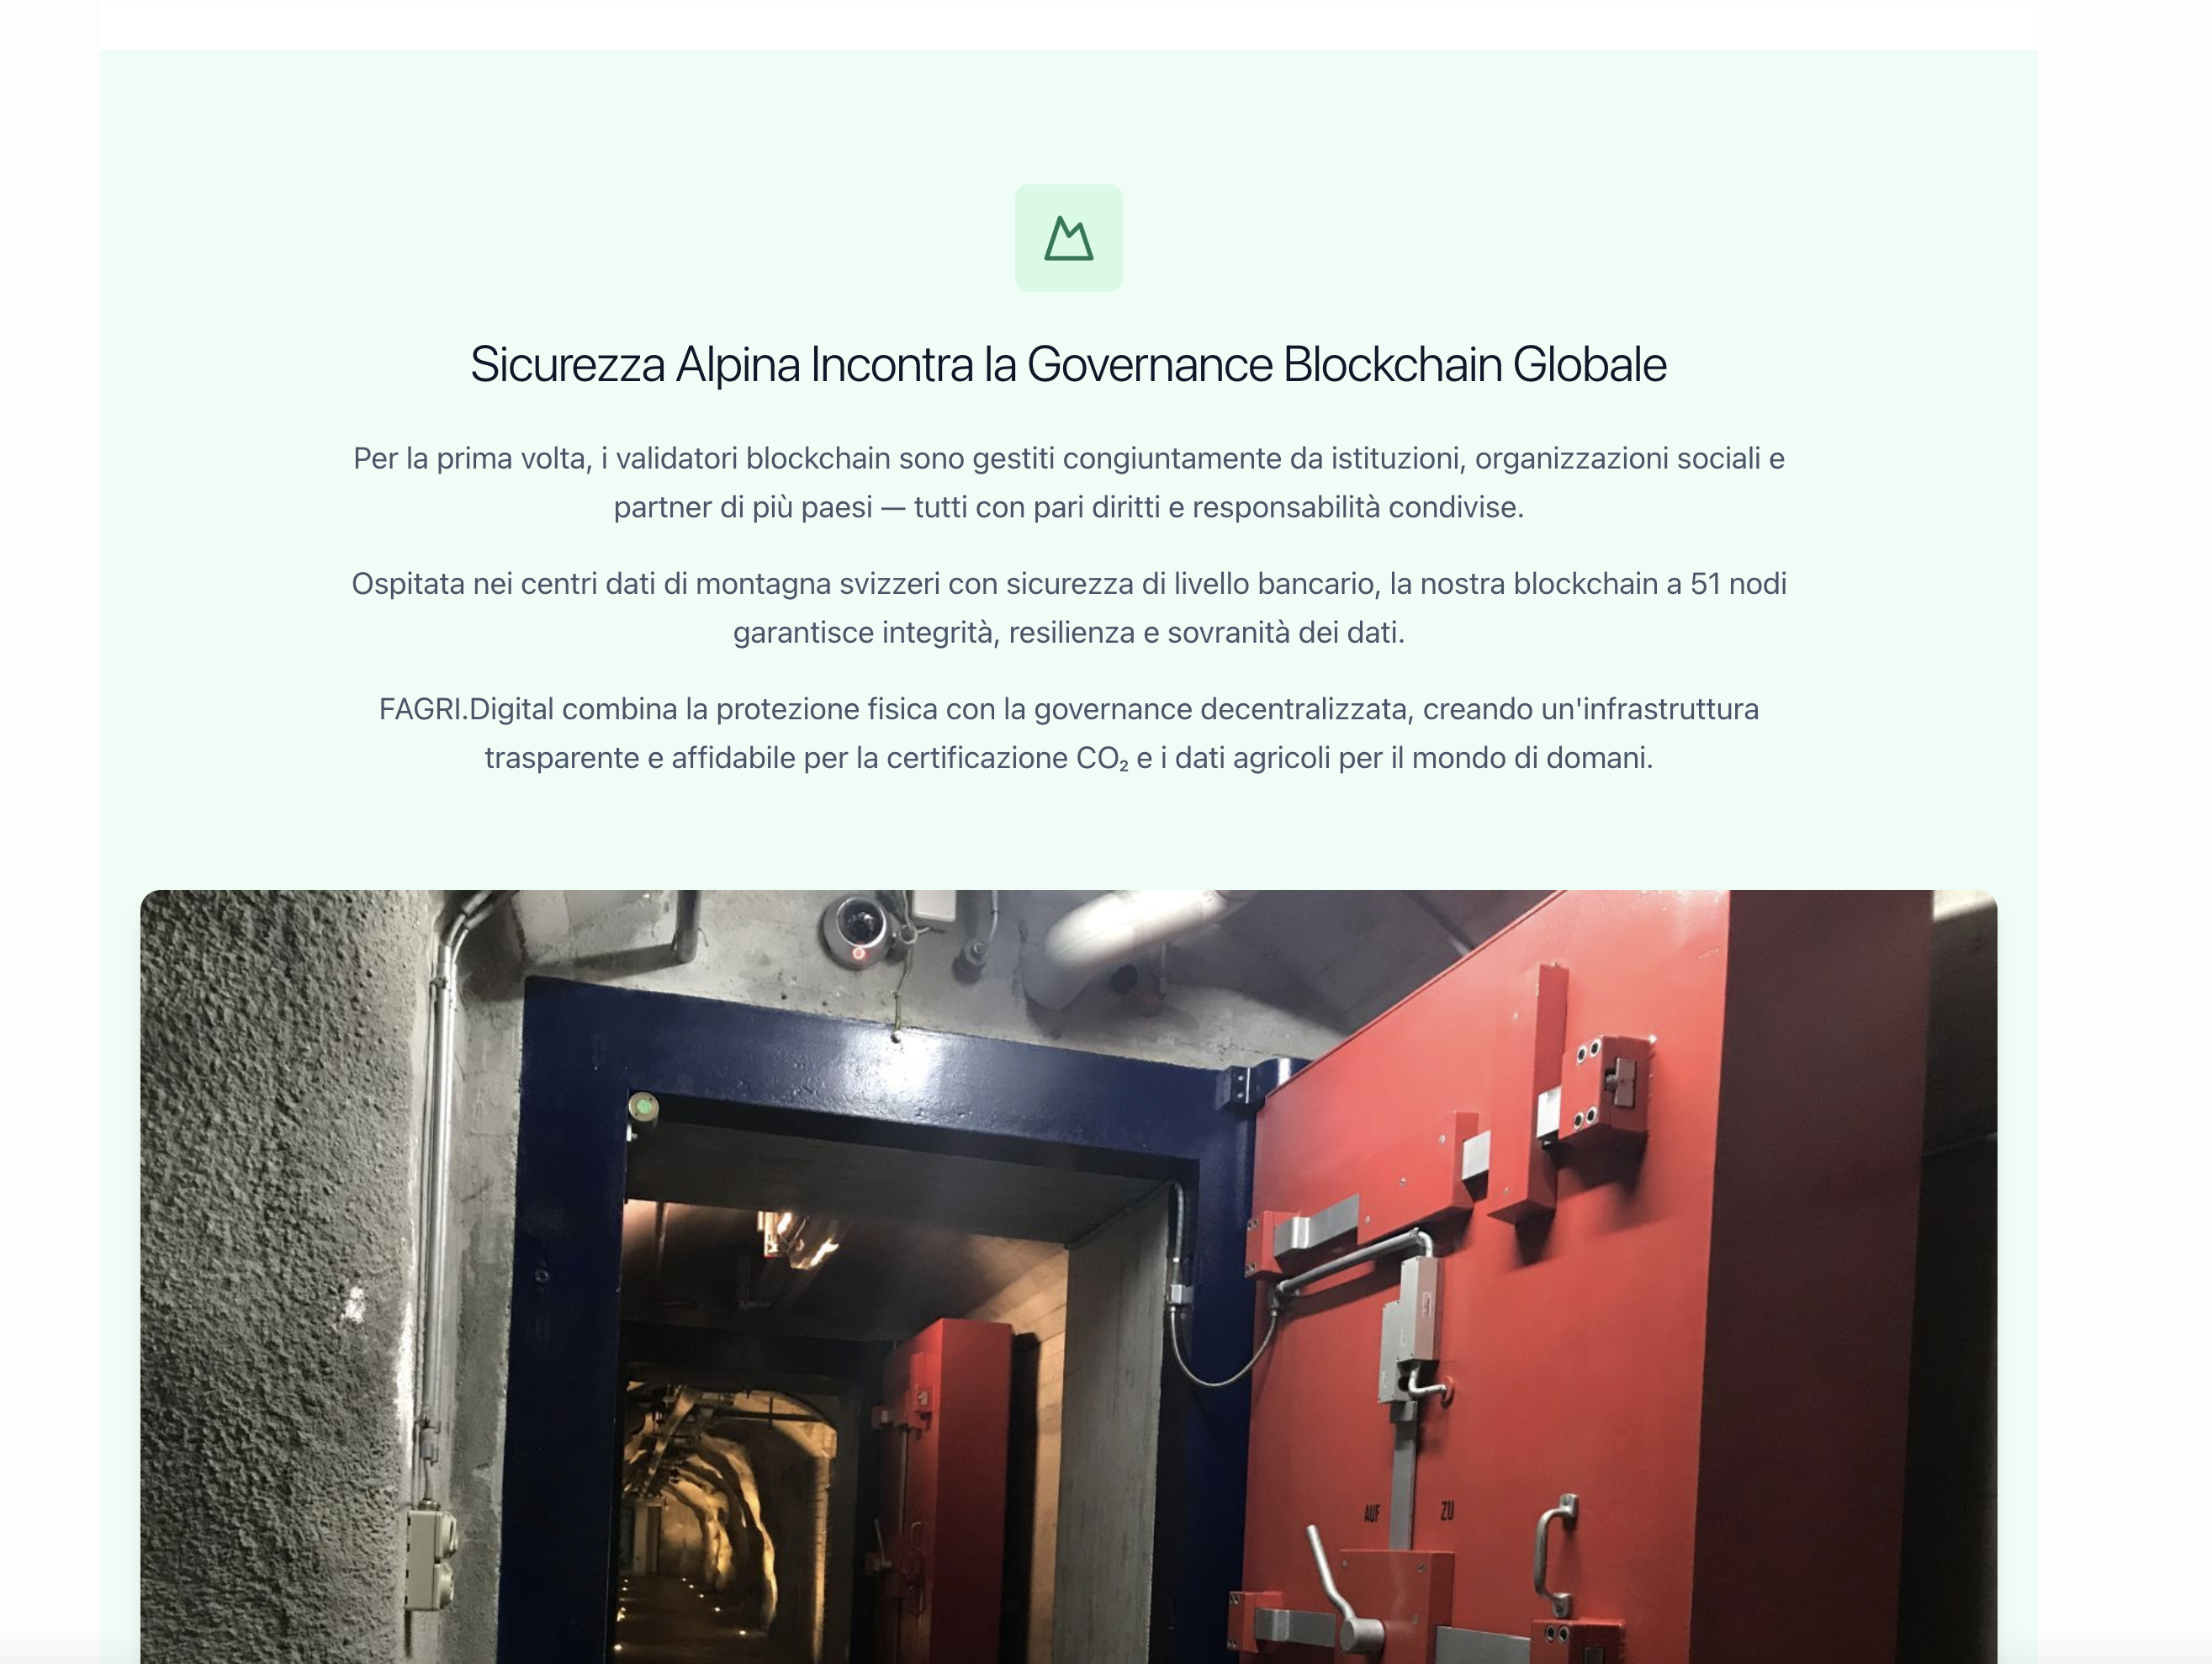 Sicurezza Alpina Incontra la Governance Blockchain Globale
Per la prima volta, i validatori blockchain sono gestiti congiuntamente da istituzioni, organizzazioni sociali e
partner di più paesi — tutti con pari diritti e responsabilità condivise.
Ospitata nei centri dati di montagna svizzeri con sicurezza di livello bancario, la nostra blockchain a 51 nodi
garantisce integrità, resilienza e sovranità dei dati.
FAGRI.Digital combina la protezione fisica con la governance decentralizzata, creando un'infrastruttura
trasparente e affidabile per la certificazione CO₂ e i dati agricoli per il mondo di domani.
AUF ZU